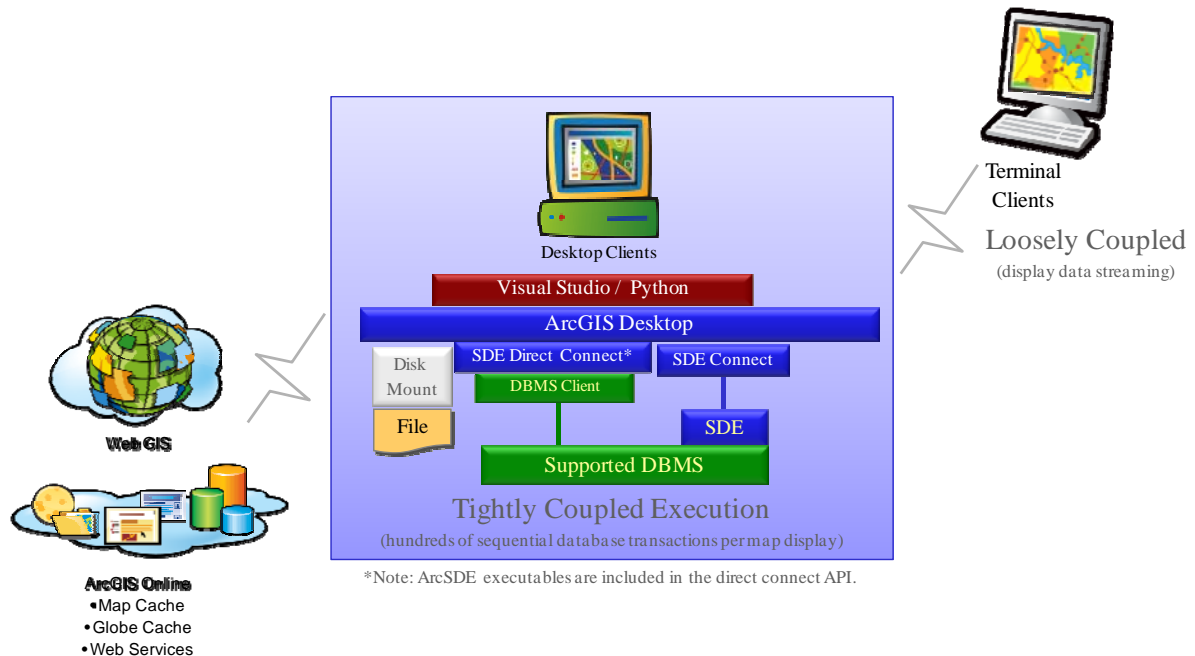 Terminal
Clients
Loosely Coupled
(display data streaming)
Desktop Clients
Visual Studio / Python
ArcGIS Desktop
SDE Direct Connect*
SDE Connect
Disk
Mount
DBMS Client
File
SDE
Supported DBMS
Tightly Coupled Execution
(hundreds of sequential database transactions per map display)
*Note: ArcSDE executables are included in the direct connect API.
Web GIS
ArcGIS Online
•Map Cache
•Globe Cache
•Web Services